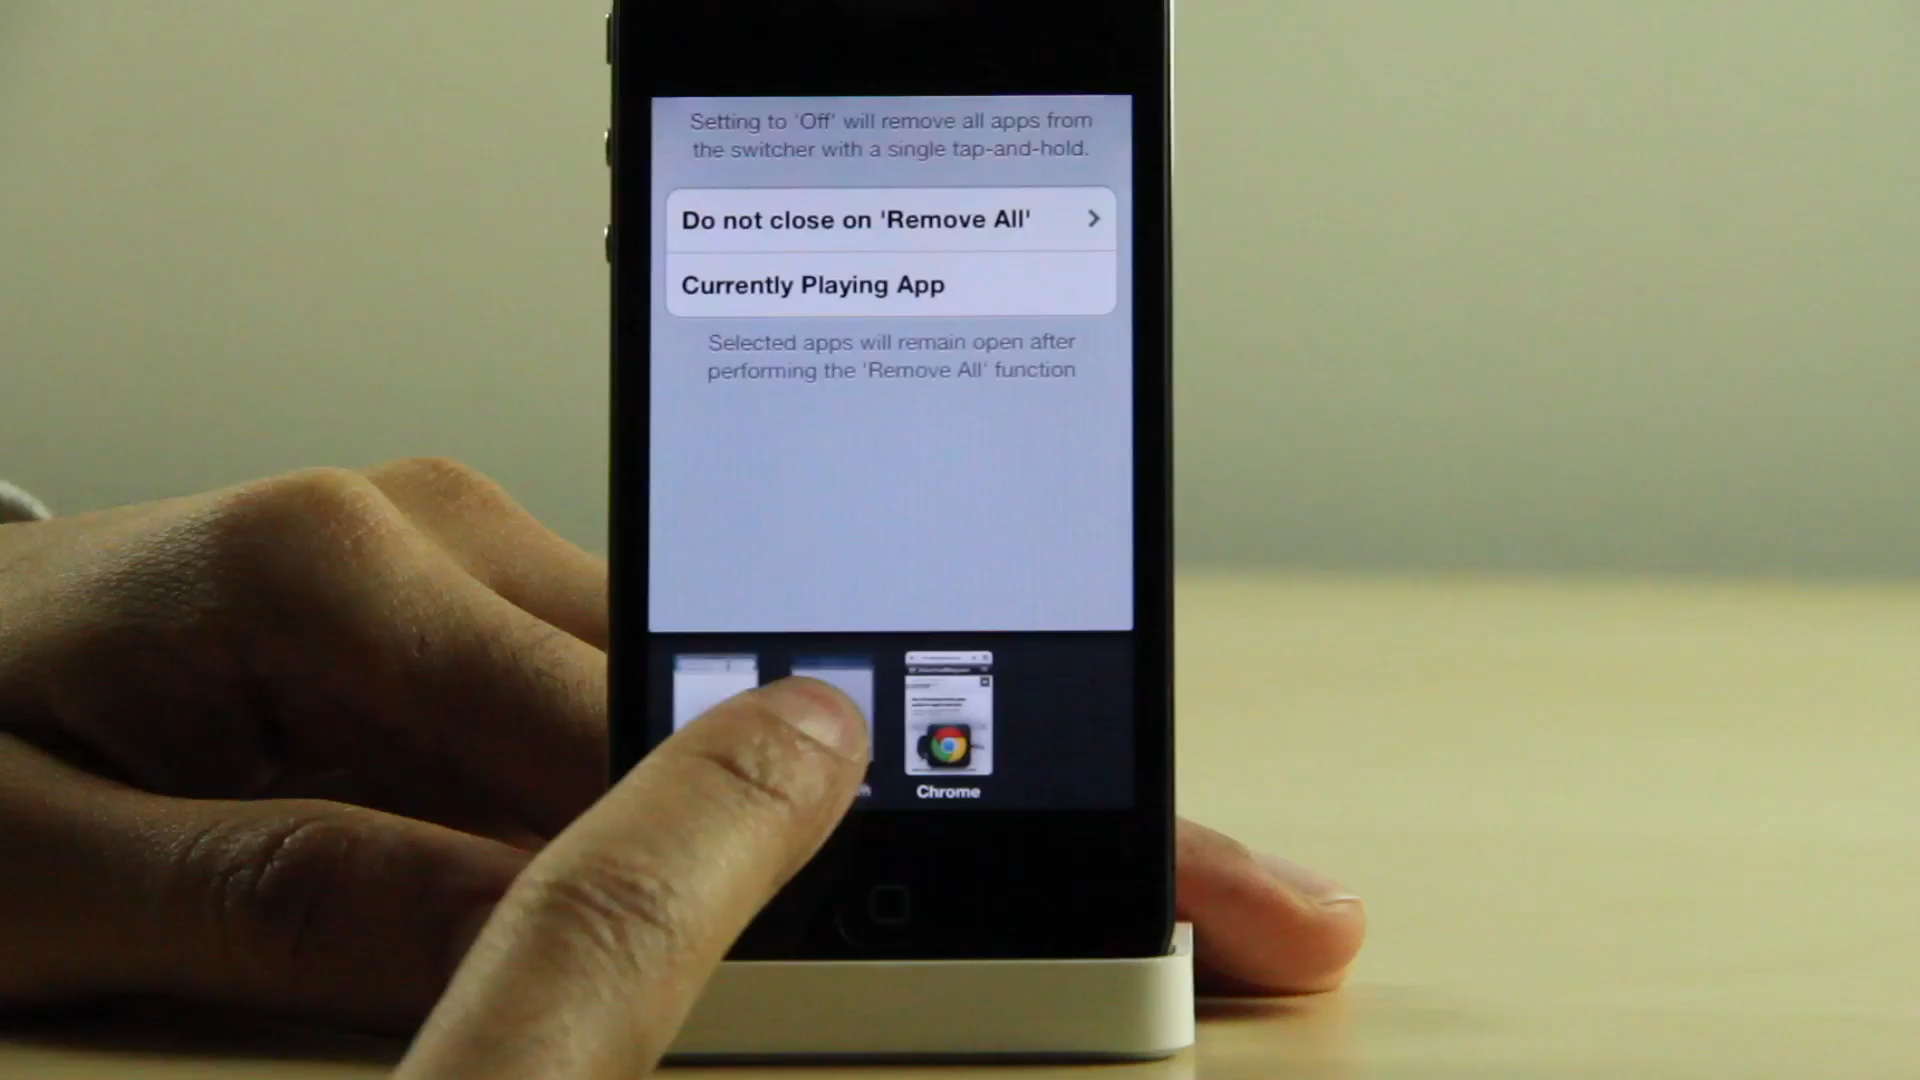 Setting to 'Off' will remove all apps from
the switcher with a single tap-and-hold.
Do not close on 'Remove All'
Currently Playing App
Selected apps will remain open after
performing the 'Remove All' function
Chrome